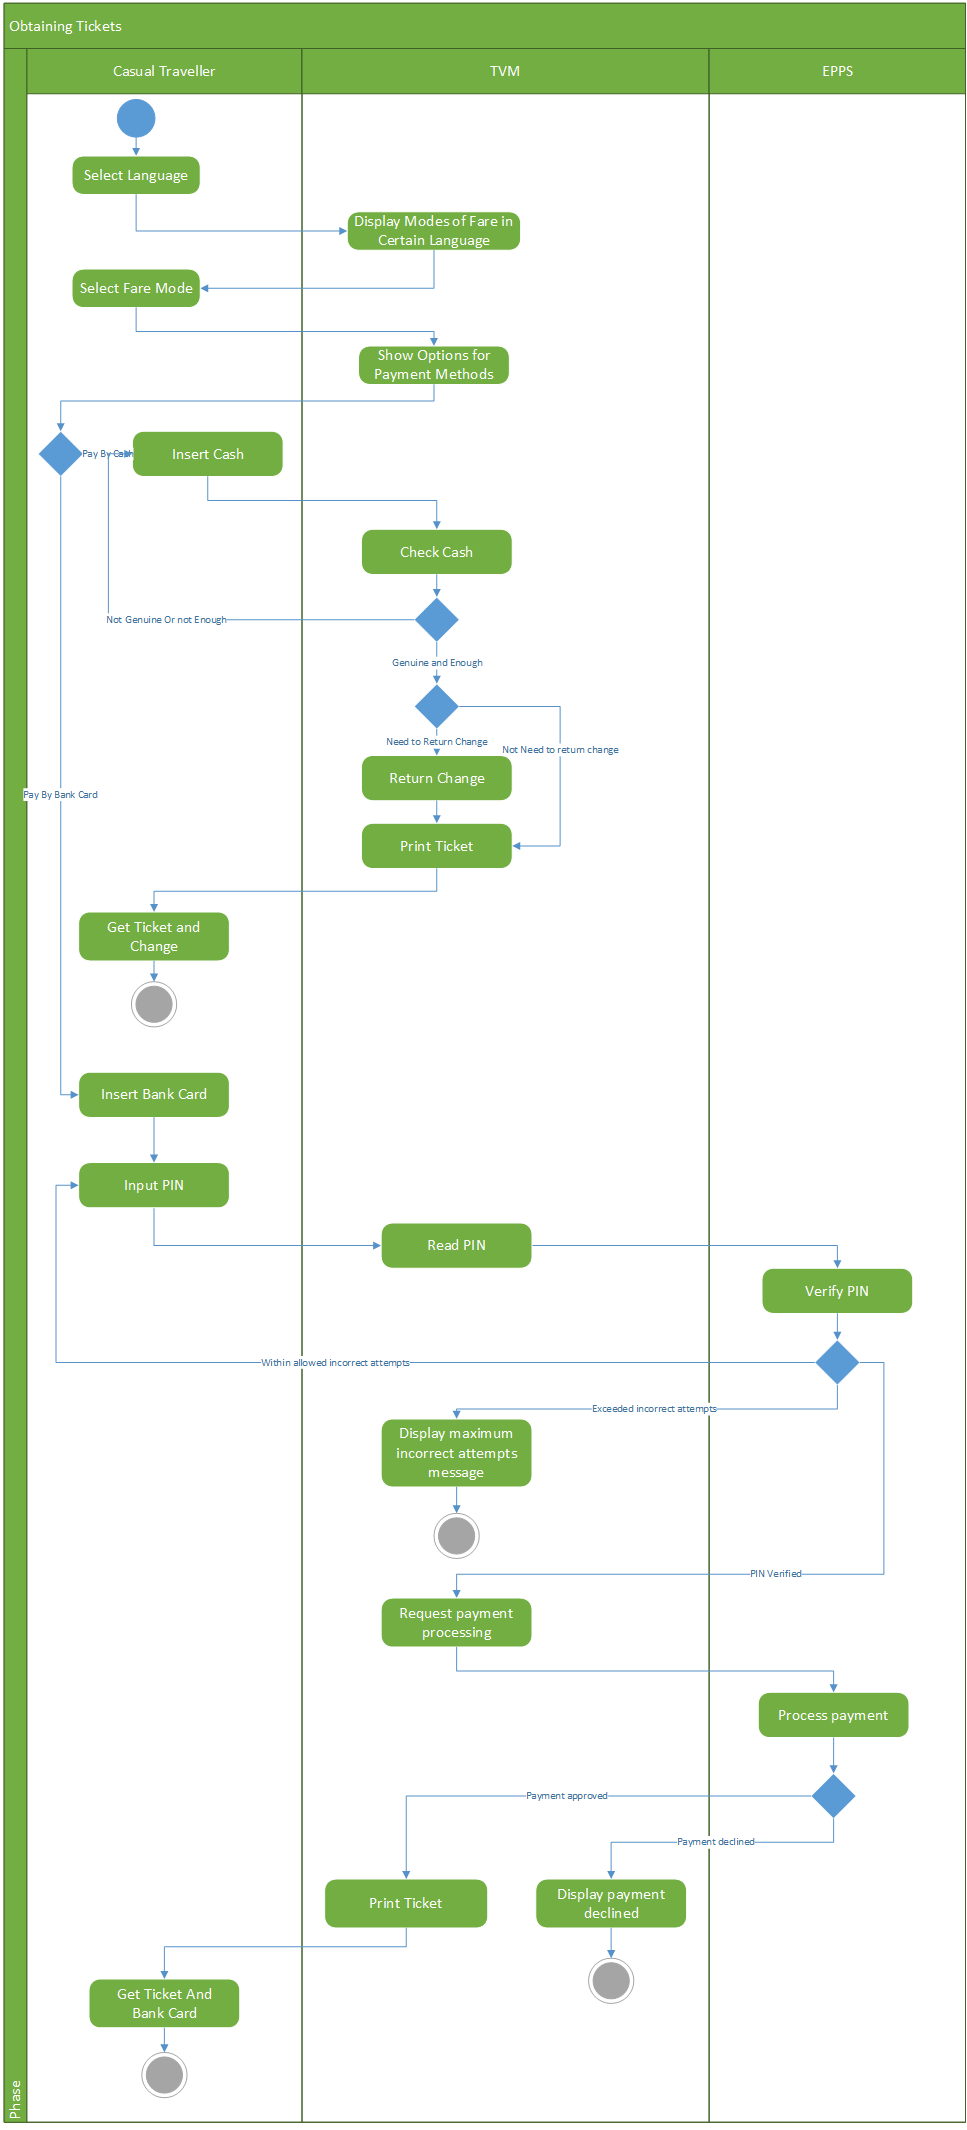 Obtaining Tickets
Casual Traveller
TVM
EPPS
Select Language
Display Modes of Fare in
Certain Language
Select Fare Mode
Show Options for
Payment Methods
Pay By Cash
Insert Cash
Check Cash
Not Genuine Or not Enough
Genuine and Enough
Need to Return Change
Not Need to return change
Return Change
Pay By Bank Card
Print Ticket
Get Ticket and
Change
Insert Bank Card
Input PIN
Read PIN
Verify PIN
Within allowed incorrect attempts
Exceeded incorrect attempts
Display maximum
incorrect attempts
message
PIN Verified
Request payment
processing
Process payment
Payment approved
Payment declined
Print Ticket
Display payment
declined
Get Ticket And
Bank Card
Phase